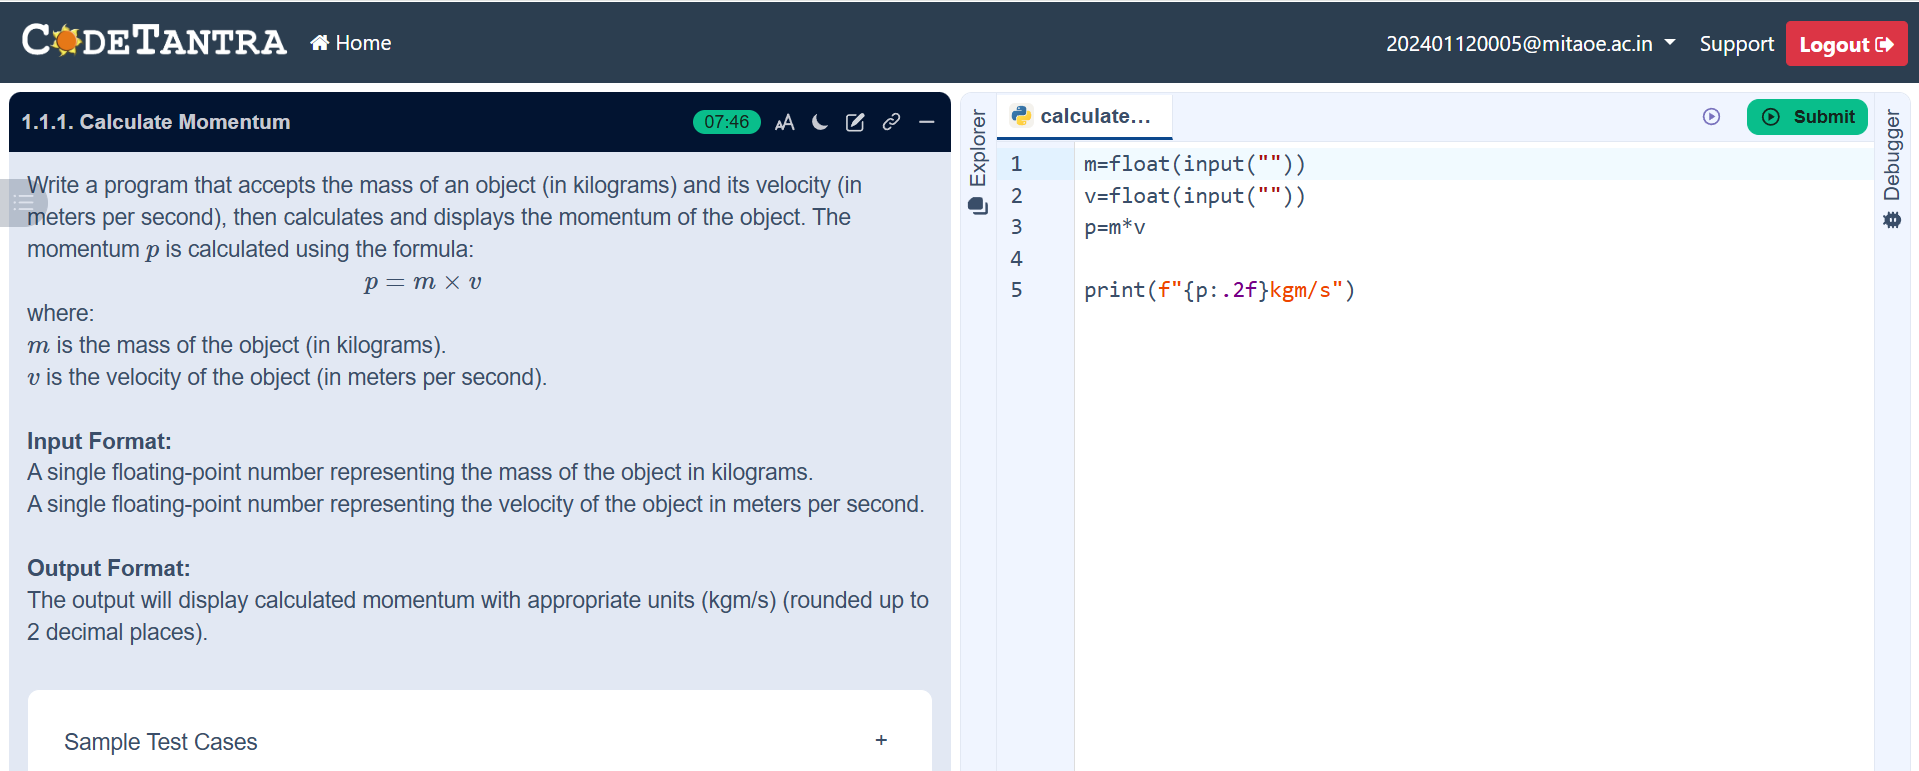 CODETANTRA
Home
202401120005@mitaoe.ac.in
Support
Logout
1.1.1. Calculate Momentum
07:46
AA
Write a program that accepts the mass of an object (in kilograms) and its velocity (in
meters per second), then calculates and displays the momentum of the object. The
momentum p is calculated using the formula:
p = m × v
where:
m is the mass of the object (in kilograms).
v is the velocity of the object (in meters per second).
Input Format:
A single floating-point number representing the mass of the object in kilograms.
A single floating-point number representing the velocity of the object in meters per second.
Output Format:
The output will display calculated momentum with appropriate units (kgm/s) (rounded up to
2 decimal places).
Sample Test Cases
+
Explorer
calculate...
Submit
Debugger
1 m=float(input(""))
2 v=float(input(""))
3 p=m*v
4
5 print(f"{p:.2f}kgm/s")